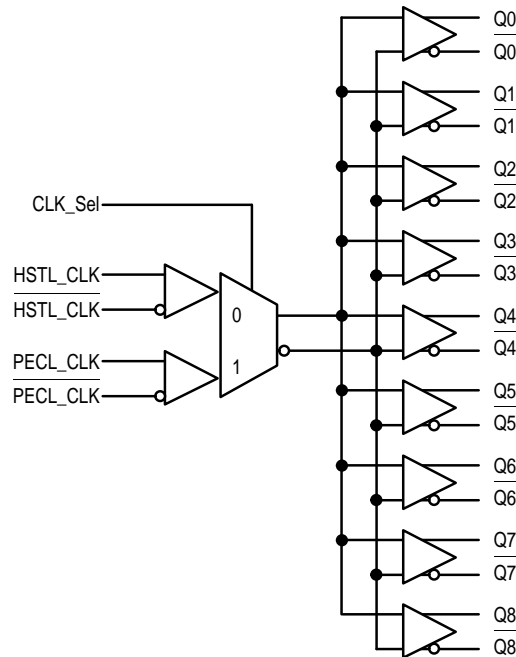 Q0
Q0
Q1
Q1
Q2
Q2
CLK_Sel
Q3
Q3
HSTL_CLK
HSTL_CLK
0
Q4
Q4
PECL_CLK
PECL_CLK
1
Q5
Q5
Q6
Q6
Q7
Q7
Q8
Q8